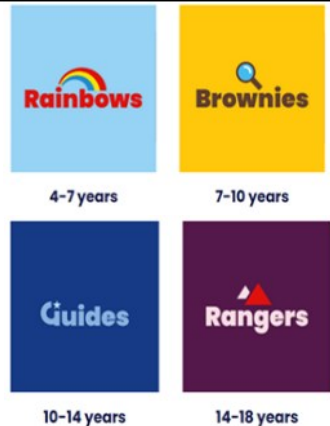 Rainbows
Brownies
4-7 years
7-10 years
Guides
Rangers
10-14 years
14-18 years